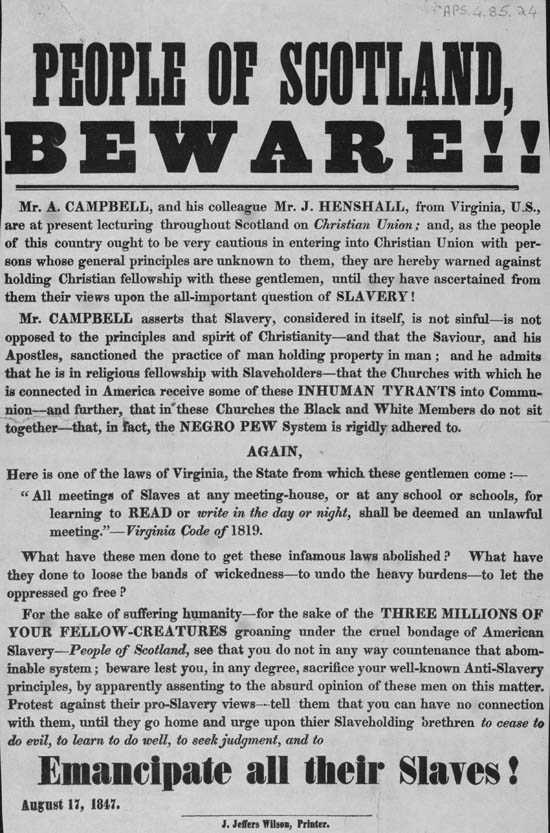 APS.4.85.24
PEOPLE OF SCOTLAND,
BEWARE!!
Mr. A. CAMPBELL, and his colleague Mr. J. HENSHALL, from Virginia, U.S.,
are at present lecturing throughout Scotland on Christian Union; and, as the people
of this country ought to be very cautious in entering into Christian Union with per-
sons whose general principles are unknown to them, they are hereby warned against
holding Christian fellowship with these gentlemen, until they have ascertained from
them their views upon the all-important question of SLAVERY!
Mr. CAMPBELL asserts that Slavery, considered in itself, is not sinful—is not
opposed to the principles and spirit of Christianity—and that the Saviour, and his
Apostles, sanctioned the practice of man holding property in man; and he admits
that he is in religious fellowship with Slaveholders—that the Churches with which he
is connected in America receive some of these INHUMAN TYRANTS into Commu-
nion—and further, that in these Churches the Black and White Members do not sit
together—that, in fact, the NEGRO PEW System is rigidly adhered to.
AGAIN,
Here is one of the laws of Virginia, the State from which these gentlemen come:—
"All meetings of Slaves at any meeting-house, or at any school or schools, for
learning to READ or write in the day or night, shall be deemed an unlawful
meeting."—Virginia Code of 1819.
What have these men done to get these infamous laws abolished? What have
they done to loose the bands of wickedness—to undo the heavy burdens—to let the
oppressed go free?
For the sake of suffering humanity—for the sake of the THREE MILLIONS OF
YOUR FELLOW-CREATURES groaning under the cruel bondage of American
Slavery—People of Scotland, see that you do not in any way countenance that abom-
inable system; beware lest you, in any degree, sacrifice your well-known Anti-Slavery
principles, by apparently assenting to the absurd opinion of these men on this matter.
Protest against their pro-Slavery views—tell them that you can have no connection
with them, until they go home and urge upon thier Slaveholding brethren to cease to
do evil, to learn to do well, to seek judgment, and to
Emancipate all their Slaves!
August 17, 1847.
J. Jeffers Wilson, Printer.